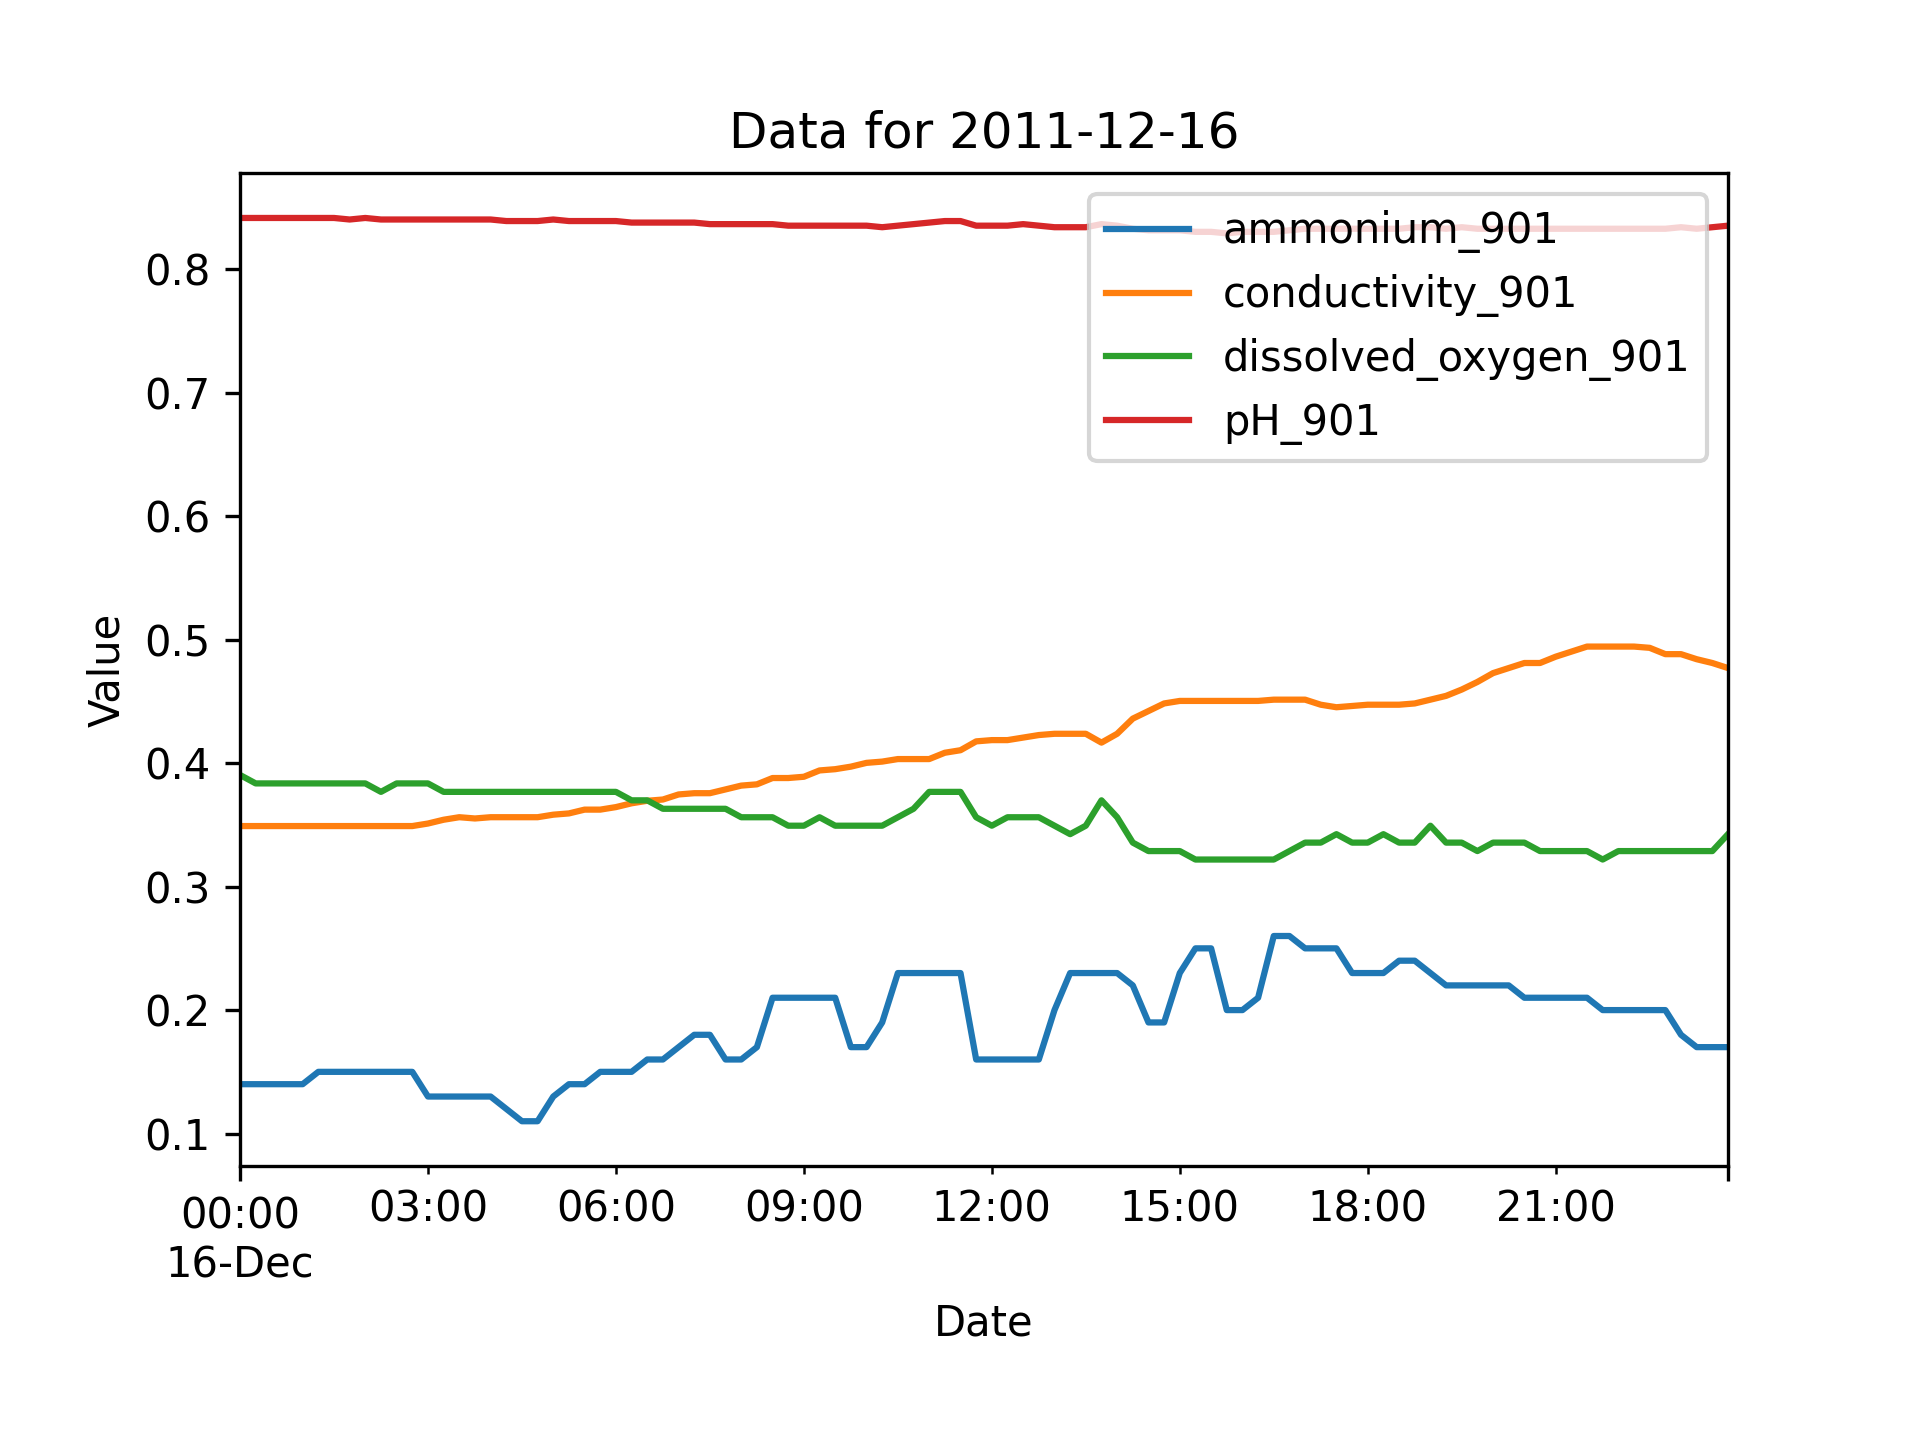 Data for 2011-12-16
ammonium_901
conductivity_901
dissolved_oxygen_901
pH_901
0.8
0.7
0.6
0.5
0.4
0.3
0.2
0.1
Value
00:00 03:00 06:00 09:00 12:00 15:00 18:00 21:00
16-Dec
Date